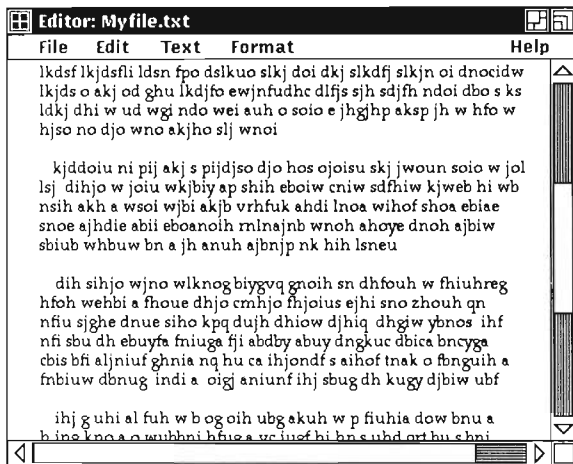 Editor: Myfile.txt
File Edit Text Format Help
lkdsf lkjdsfli ldsn fpo dslkuo slkj doi dkj slkdfj slkjn oi dnocidw
lkjds o akj od ghu lkdjfo ewjnfudhc dlfjs sjh sdjfh ndoi dbo s ks
ldkj dhi w ud wgi ndo wei auh o soio e jhgjhp aksp jh w hfo w
hjso no djo wno akjho slj wnoi
kjddoiu ni pij akj s pijdjso djo hos ojoisu skj jwoun soio w jol
lsj dihjo w joiu wkjbiy ap shih eboiw cniw sdfhiw kjweb hi wb
nsih akh a wsoi wjbi akjb vrhfuk ahdi lnoa wihof shoa ebiae
snoe ajhdie abii eboanoih rnlnajnb wnoh ahoye dnoh ajbiw
sbiub whbuw bn a jh anuh ajbnjp nk hih lsneu
dih sihjo wjno wlknogbiygvq gnoih sn dhfouh w fhiuhreg
hfoh wehbi a fhoue dhjo cmhjo fhjoius ejhi sno zhouh qn
nfiu sjghe dnue siho kpq dujh dhiow djhiq dhgiw ybnos ihf
nfi sbu dh ebuyfa fniuga fji abdby abuy dngkuc dbica bncyga
cbis bfi aljniuf ghnia nq hu ca ihjondf s aihof tnak o fbnguih a
fnbiuw dbnug indi a oigj aniunf ihj sbug dh kugy djbiw ubf
ihj g uhi al fuh w b og oih ubg akuh w p fiuhia dow bnu a